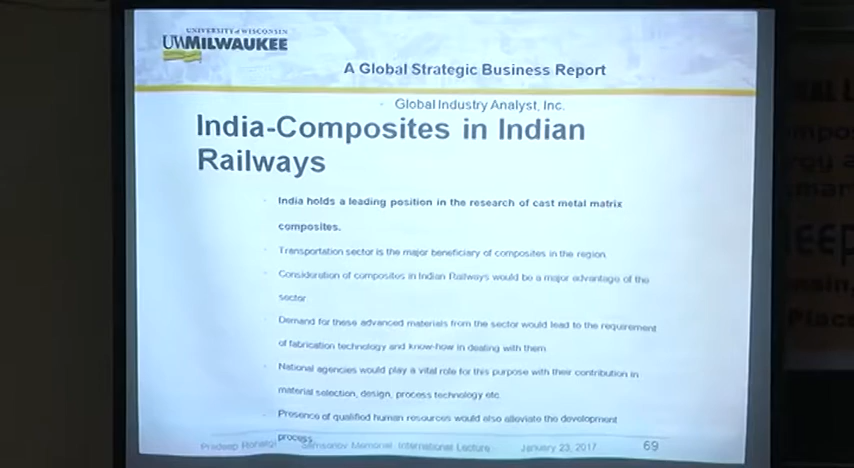 UNIVERSITY of WISCONSIN
UWMILWAUKEE
A Global Strategic Business Report
Global Industry Analyst, Inc.
India-Composites in Indian
Railways
India holds a leading position in the research of cast metal matrix
composites.
Transportation sector is the major beneficiary of composites in the region
Consideration of composites in Indian Railways would be a major advantage of the
sector
Demand for these advanced materials from the sector would lead to the requirement
of fabrication technology and know-how in dealing with them
National agencies would play a vital role for this purpose with their contribution in
material selection, design, process technology etc
Presence of qualified human resources would also alleviate the development
process
Pradeep Rohatgi Samsonov Memorial International Lecture January 23, 2017 69
Place